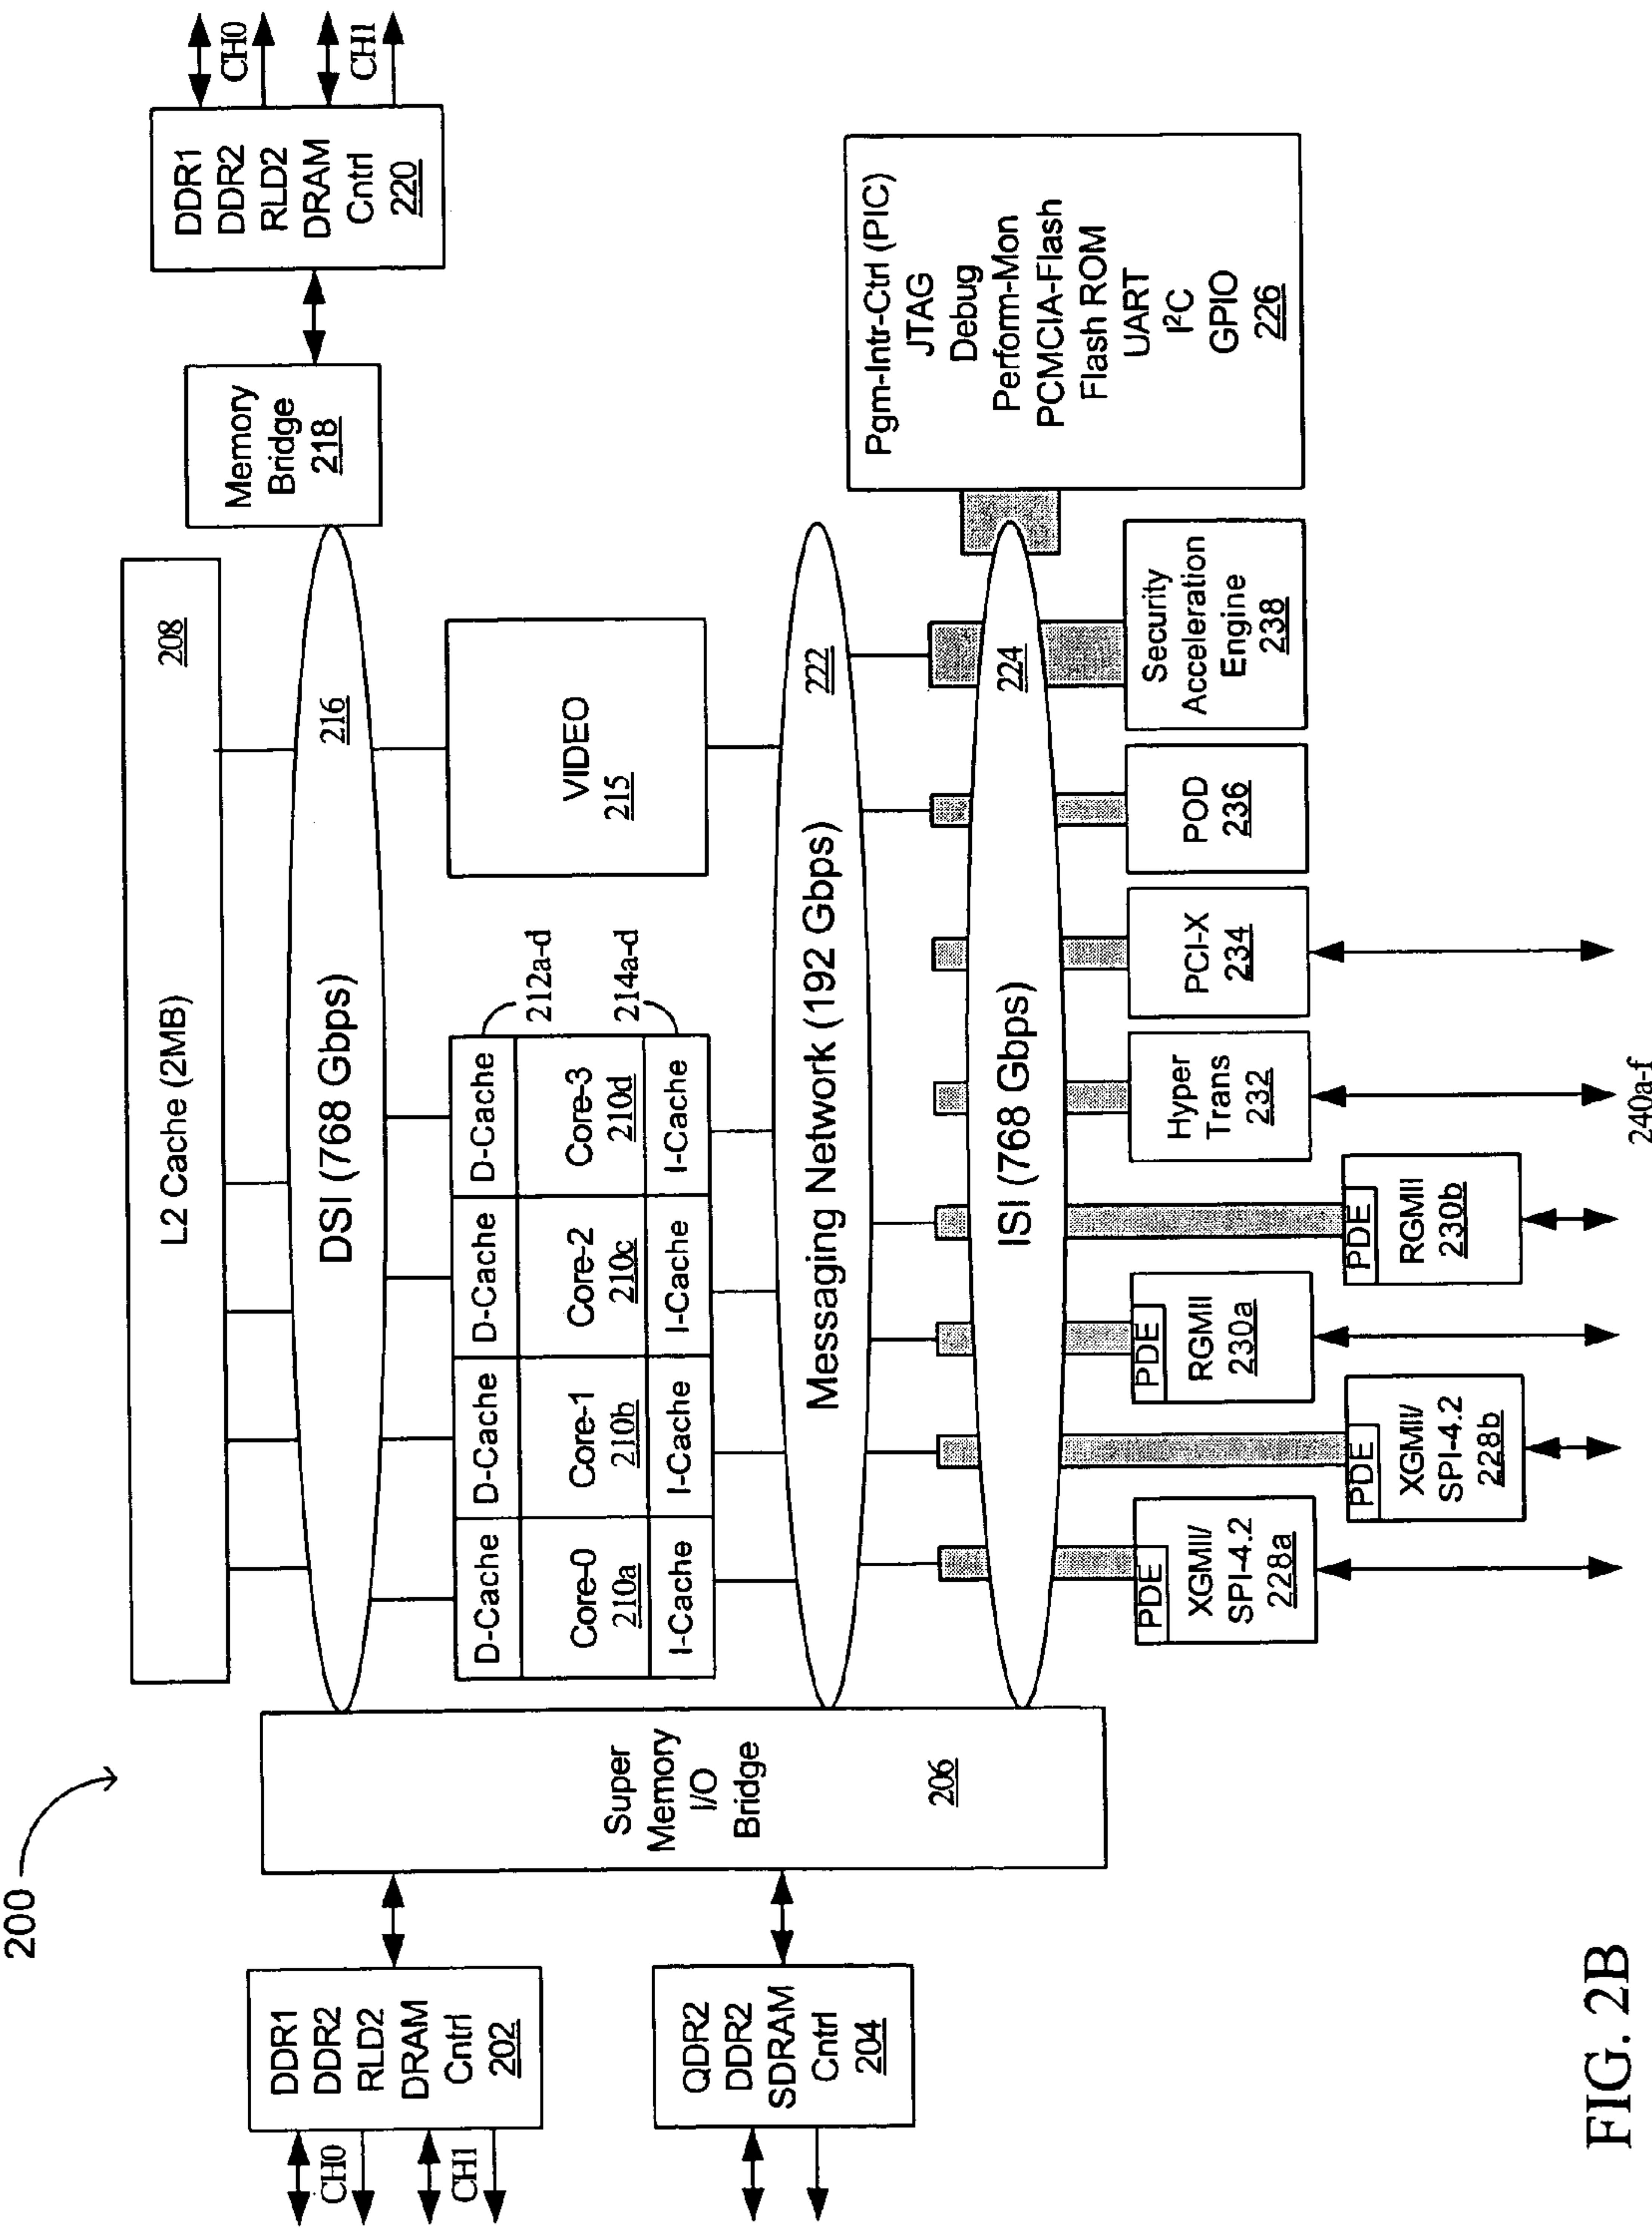 200
DDR1
DDR2
RLD2
DRAM
Cntrl
202
CH0
CH1
QDR2
DDR2
SDRAM
Cntrl
204
Super
Memory
I/O
Bridge
206
L2 Cache (2MB)
208
DSI (768 Gbps)
216
D-Cache
D-Cache
D-Cache
D-Cache
212a-d
Core-0
210a
Core-1
210b
Core-2
210c
Core-3
210d
I-Cache
I-Cache
I-Cache
I-Cache
214a-d
VIDEO
215
Memory
Bridge
218
DDR1
DDR2
RLD2
DRAM
Cntrl
220
CH0
CH1
Messaging Network (192 Gbps)
222
ISI (768 Gbps)
224
Pgm-Intr-Ctrl (PIC)
JTAG
Debug
Perform-Mon
PCMCIA-Flash
Flash ROM
UART
I²C
GPIO
226
PDE
XGMII/
SPI-4.2
228a
PDE
XGMII/
SPI-4.2
228b
PDE
RGMII
230a
PDE
RGMII
230b
Hyper
Trans
232
PCI-X
234
POD
236
Security
Acceleration
Engine
238
240a-f
FIG. 2B